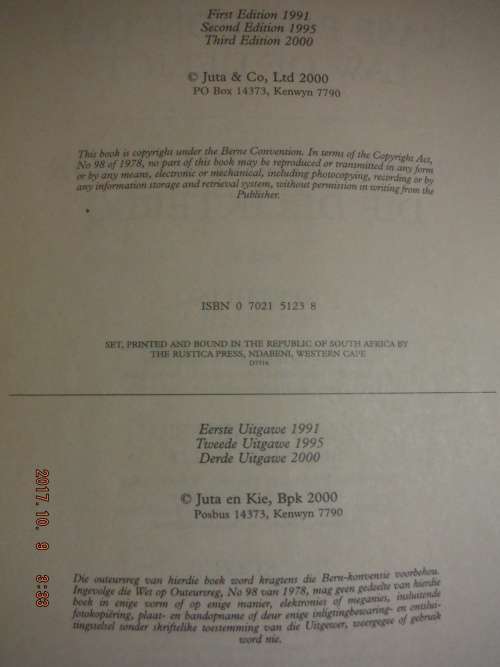 First Edition 1991
Second Edition 1995
Third Edition 2000
© Juta & Co, Ltd 2000
PO Box 14373, Kenwyn 7790
This book is copyright under the Berne Convention. In terms of the Copyright Act,
No 98 of 1978, no part of this book may be reproduced or transmitted in any form
or by any means, electronic or mechanical, including photocopying, recording or by
any information storage and retrieval system, without permission in writing from the
Publisher.
ISBN 0 7021 5123 8
SET, PRINTED AND BOUND IN THE REPUBLIC OF SOUTH AFRICA BY
THE RUSTICA PRESS, NDABENI, WESTERN CAPE
Eerste Uitgawe 1991
Tweede Uitgawe 1995
Derde Uitgawe 2000
© Juta en Kie, Bpk 2000
Posbus 14373, Kenwyn 7790
Die outeursreg van hierdie boek word kragtens die Bern-konvensie voorbehou.
Ingevolge die Wet op Outeursreg, No 98 van 1978, mag geen gedeelte van hierdie
boek in enige vorm of op enige manier, elektronies of meganies, insluitende
fotokopiëring, plaat- en bandopname of deur enige inligtingbewaring- en ontslui-
tingstelsel sonder skriftelike toestemming van die Uitgewer, weergegee of gebruik
word nie.
2017. 10. 9 3:33